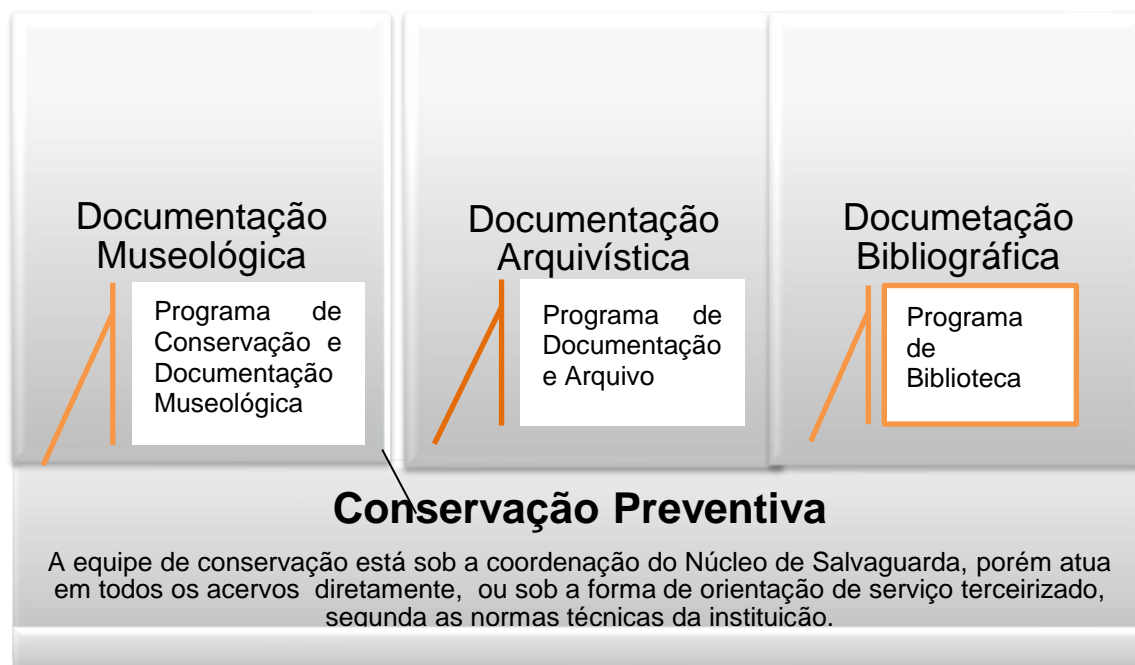 Documentação
Museológica
Programa de
Conservação e
Documentação
Museológica
Documentação
Arquivística
Programa de
Documentação
e Arquivo
Documetação
Bibliográfica
Programa
de
Biblioteca
Conservação Preventiva
A equipe de conservação está sob a coordenação do Núcleo de Salvaguarda, porém atua
em todos os acervos diretamente, ou sob a forma de orientação de serviço terceirizado,
segunda as normas técnicas da instituição.